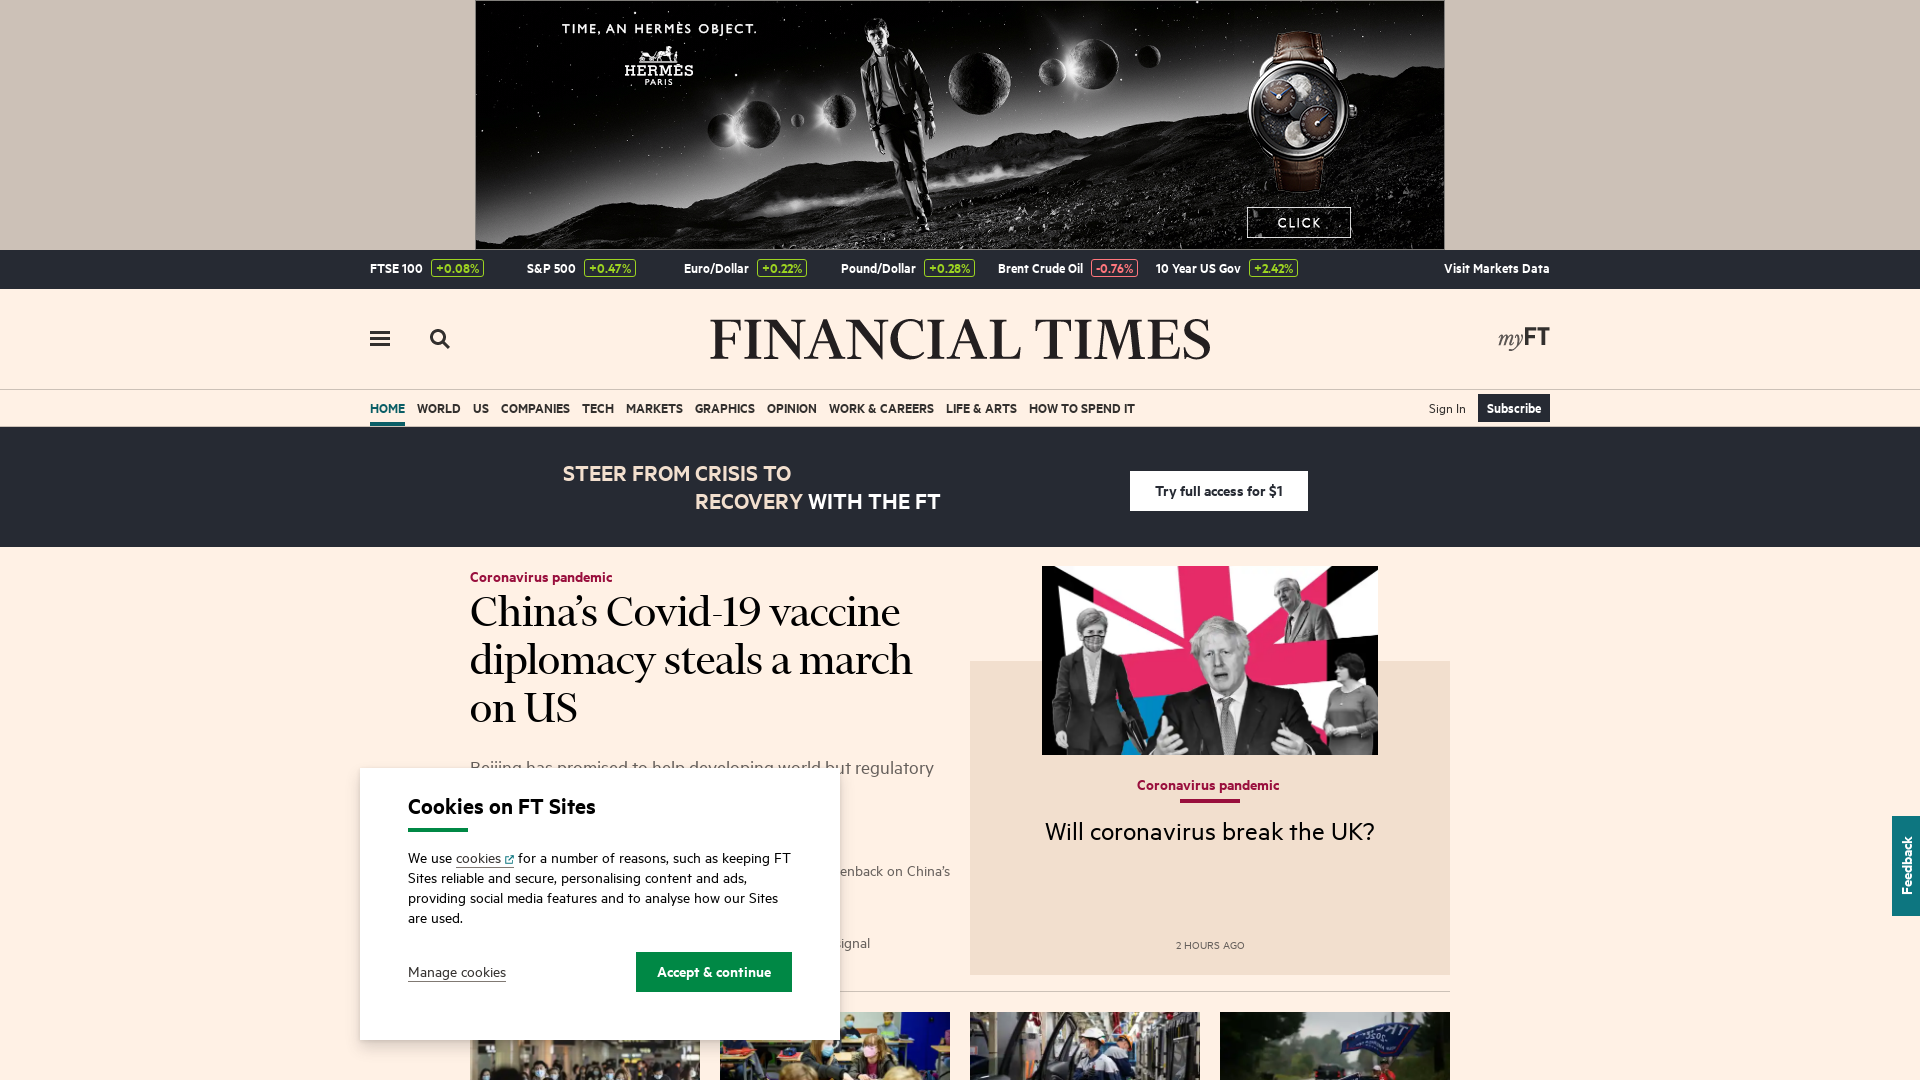 TIME, AN HERMÈS OBJECT.
HERMÈS
PARIS
CLICK
FTSE 100 +0.08% S&P 500 +0.47% Euro/Dollar +0.22% Pound/Dollar +0.28% Brent Crude Oil -0.76% 10 Year US Gov +2.42% Visit Markets Data
FINANCIAL TIMES
myFT
HOME WORLD US COMPANIES TECH MARKETS GRAPHICS OPINION WORK & CAREERS LIFE & ARTS HOW TO SPEND IT Sign In Subscribe
STEER FROM CRISIS TO
RECOVERY WITH THE FT
Try full access for $1
Coronavirus pandemic
China’s Covid-19 vaccine
diplomacy steals a march
on US
Beijing has promised to help developing world but regulatory
enback on China’s
signal
Coronavirus pandemic
Will coronavirus break the UK?
2 HOURS AGO
Cookies on FT Sites
We use cookies for a number of reasons, such as keeping FT
Sites reliable and secure, personalising content and ads,
providing social media features and to analyse how our Sites
are used.
Manage cookies
Accept & continue
Feedback